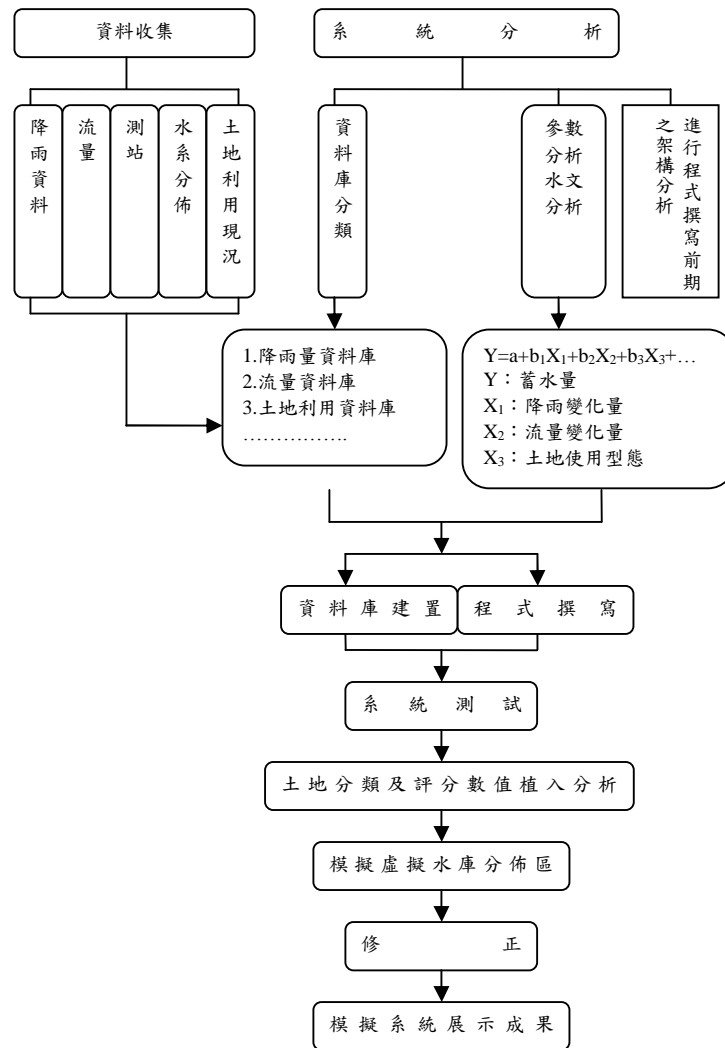 資料收集
系統分析
降雨資料
流量
測站
水系分佈
土地利用現況
資料庫分類
參數
分析
水文
分析
進行程式撰寫前期
之架構分析
1.降雨量資料庫
2.流量資料庫
3.土地利用資料庫
…………….
Y=a+b₁X₁+b₂X₂+b₃X₃+…
Y：蓄水量
X₁：降雨變化量
X₂：流量變化量
X₃：土地使用型態
資料庫建置
程式撰寫
系統測試
土地分類及評分數值植入分析
模擬虛擬水庫分佈區
修正
模擬系統展示成果